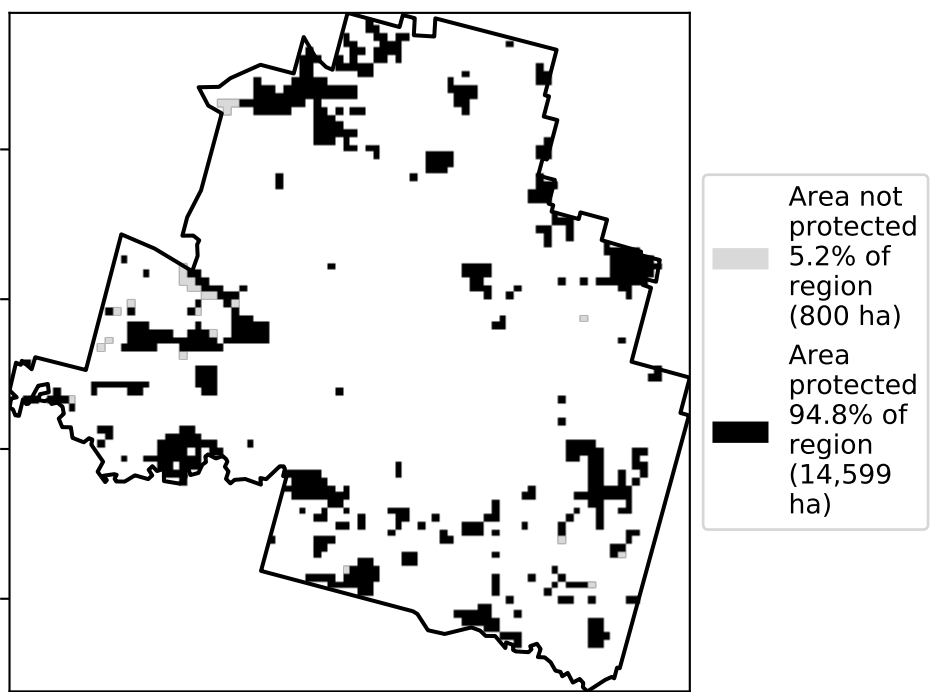 Area not
protected
5.2% of
region
(800 ha)
Area
protected
94.8% of
region
(14,599
ha)